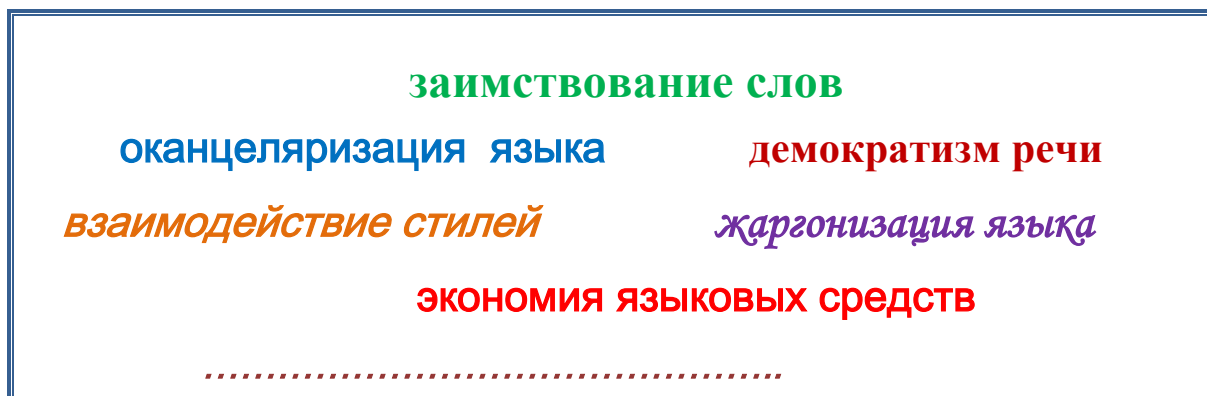 заимствование слов
оканцеляризация языка демократизм речи
взаимодействие стилей жаргонизация языка
экономия языковых средств
…………………………………………..